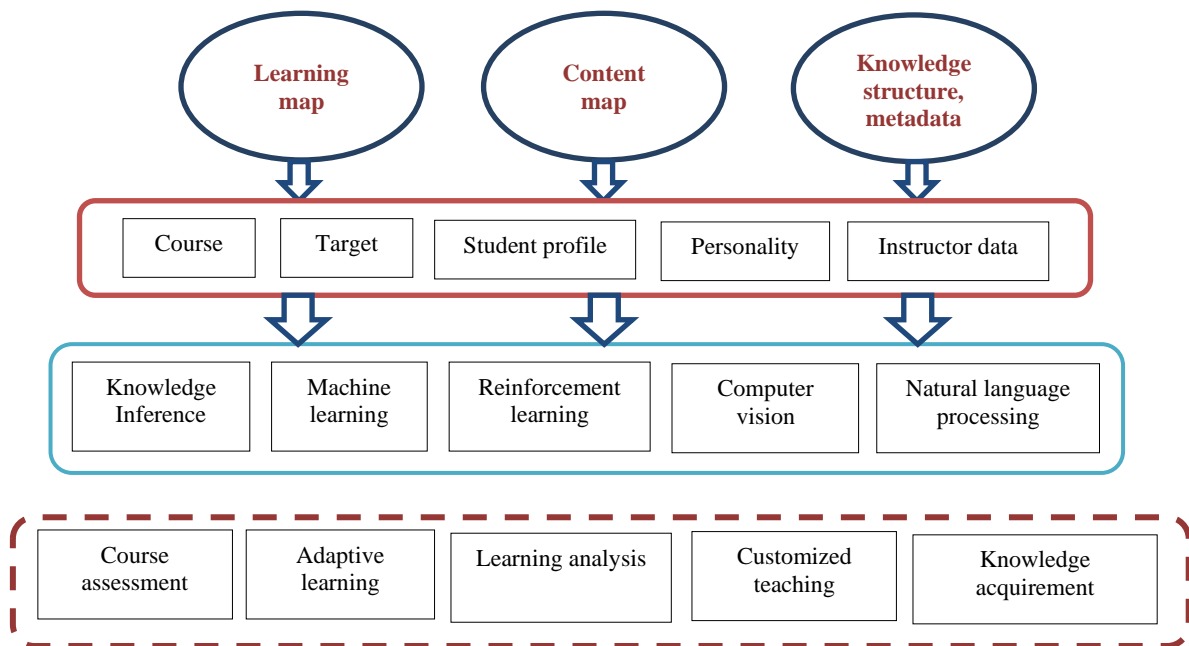 Learning
map
Content
map
Knowledge
structure,
metadata
Course
Target
Student profile
Personality
Instructor data
Knowledge
Inference
Machine
learning
Reinforcement
learning
Computer
vision
Natural language
processing
Course
assessment
Adaptive
learning
Learning analysis
Customized
teaching
Knowledge
acquirement